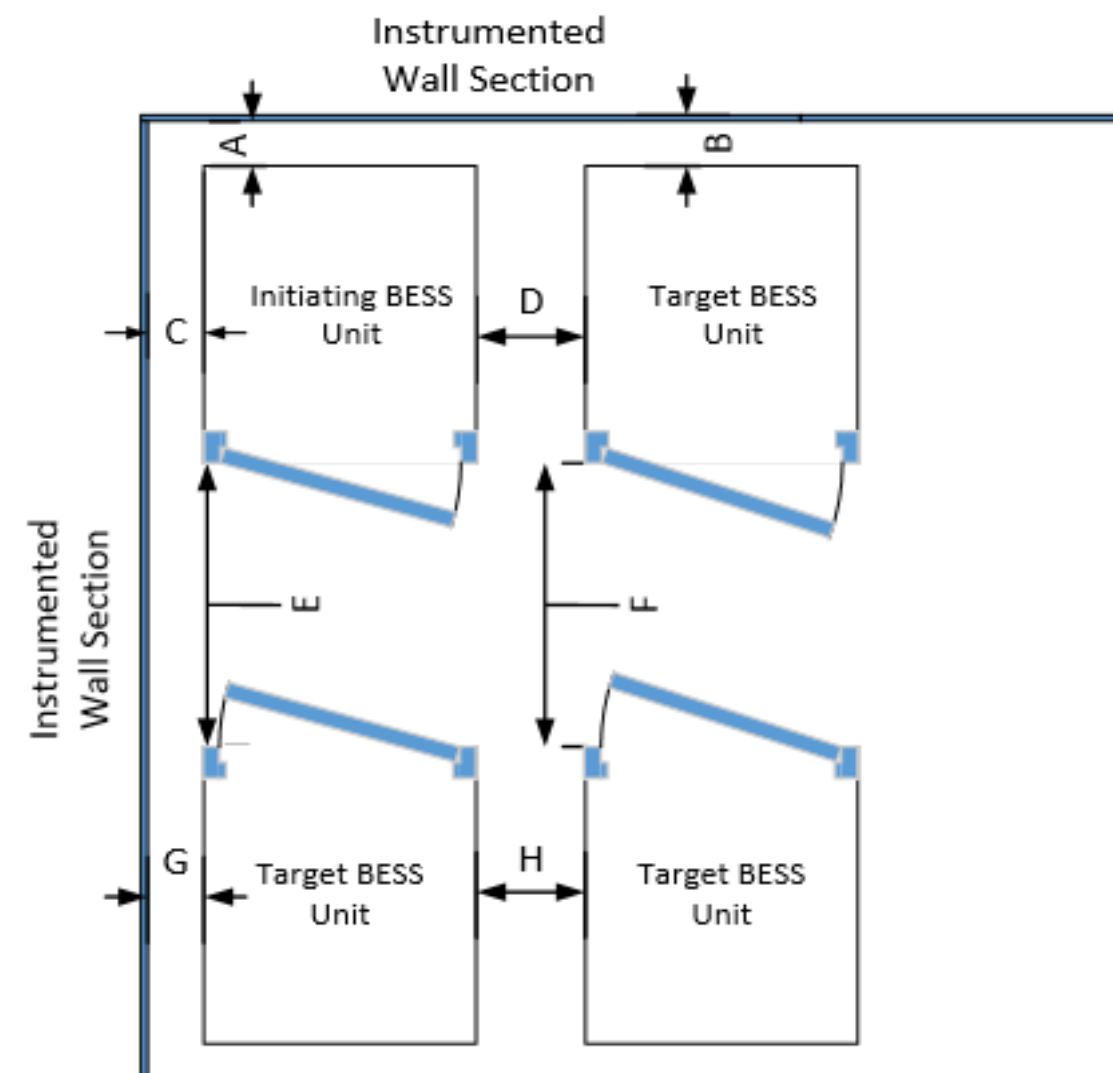 Instrumented
Wall Section
A
B
Initiating BESS
Unit
Target BESS
Unit
C
D
E
F
Instrumented
Wall Section
G
H
Target BESS
Unit
Target BESS
Unit